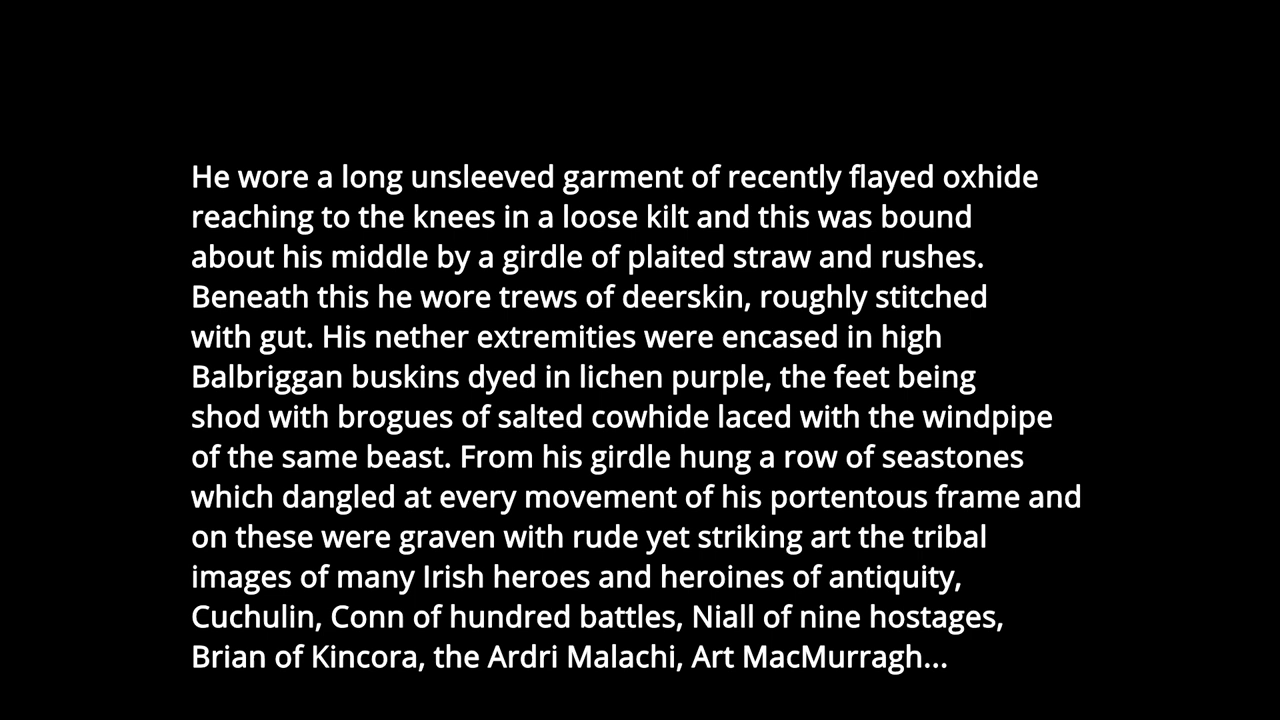 He wore a long unsleeved garment of recently flayed oxhide
reaching to the knees in a loose kilt and this was bound
about his middle by a girdle of plaited straw and rushes.
Beneath this he wore trews of deerskin, roughly stitched
with gut. His nether extremities were encased in high
Balbriggan buskins dyed in lichen purple, the feet being
shod with brogues of salted cowhide laced with the windpipe
of the same beast. From his girdle hung a row of seastones
which dangled at every movement of his portentous frame and
on these were graven with rude yet striking art the tribal
images of many Irish heroes and heroines of antiquity,
Cuchulin, Conn of hundred battles, Niall of nine hostages,
Brian of Kincora, the Ardri Malachi, Art MacMurragh...